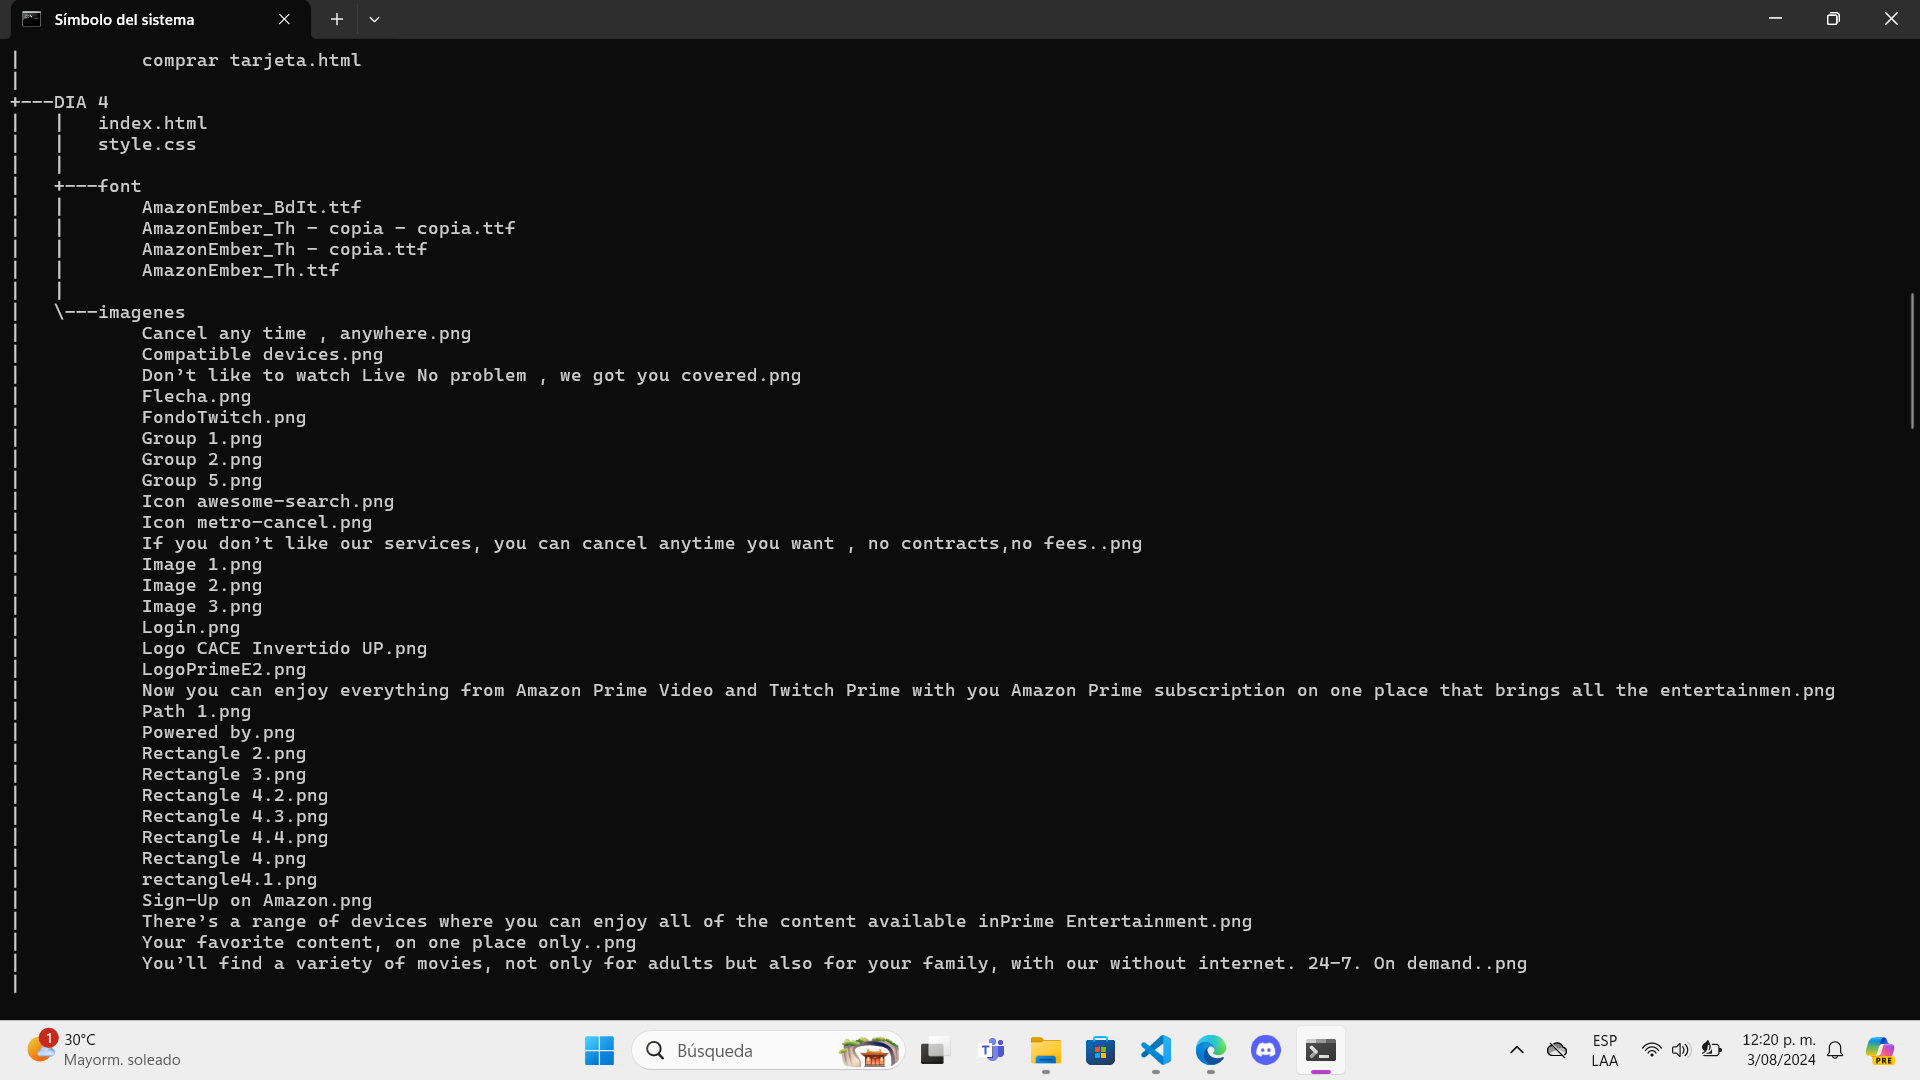 Símbolo del sistema
|           comprar tarjeta.html
|
+---DIA 4
|   |   index.html
|   |   style.css
|   |
|   +---font
|   |       AmazonEmber_BdIt.ttf
|   |       AmazonEmber_Th - copia - copia.ttf
|   |       AmazonEmber_Th - copia.ttf
|   |       AmazonEmber_Th.ttf
|   |
|   \---imagenes
|           Cancel any time , anywhere.png
|           Compatible devices.png
|           Don’t like to watch Live No problem , we got you covered.png
|           Flecha.png
|           FondoTwitch.png
|           Group 1.png
|           Group 2.png
|           Group 5.png
|           Icon awesome-search.png
|           Icon metro-cancel.png
|           If you don’t like our services, you can cancel anytime you want , no contracts,no fees..png
|           Image 1.png
|           Image 2.png
|           Image 3.png
|           Login.png
|           Logo CACE Invertido UP.png
|           LogoPrimeE2.png
|           Now you can enjoy everything from Amazon Prime Video and Twitch Prime with you Amazon Prime subscription on one place that brings all the entertainmen.png
|           Path 1.png
|           Powered by.png
|           Rectangle 2.png
|           Rectangle 3.png
|           Rectangle 4.2.png
|           Rectangle 4.3.png
|           Rectangle 4.4.png
|           Rectangle 4.png
|           rectangle4.1.png
|           Sign-Up on Amazon.png
|           There’s a range of devices where you can enjoy all of the content available inPrime Entertainment.png
|           Your favorite content, on one place only..png
|           You’ll find a variety of movies, not only for adults but also for your family, with our without internet. 24-7. On demand..png
|
1
30°C
Mayorm. soleado
Búsqueda
ESP
LAA
12:20 p. m.
3/08/2024
PRE